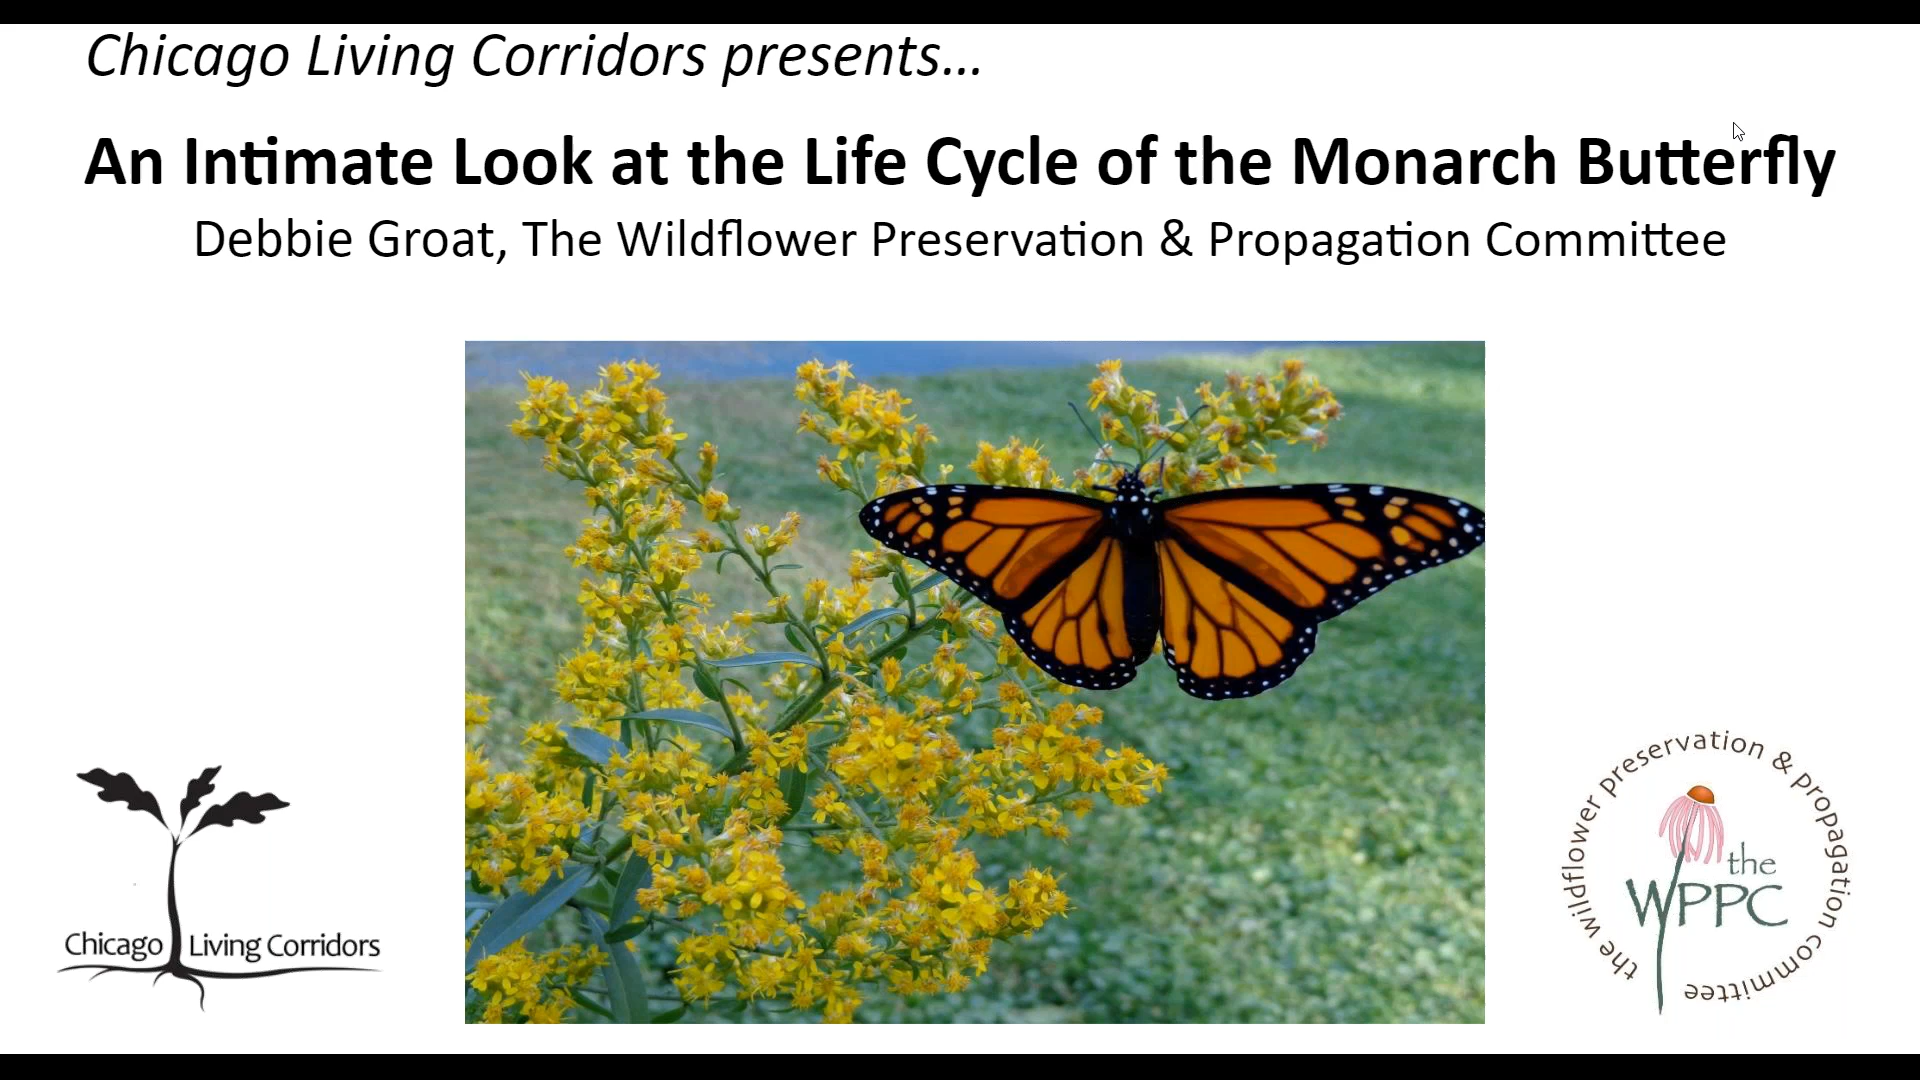 Chicago Living Corridors presents…
An Intimate Look at the Life Cycle of the Monarch Butterfly
Debbie Groat, The Wildflower Preservation & Propagation Committee
Chicago Living Corridors
the wildflower preservation & propagation committee
the
WPPC